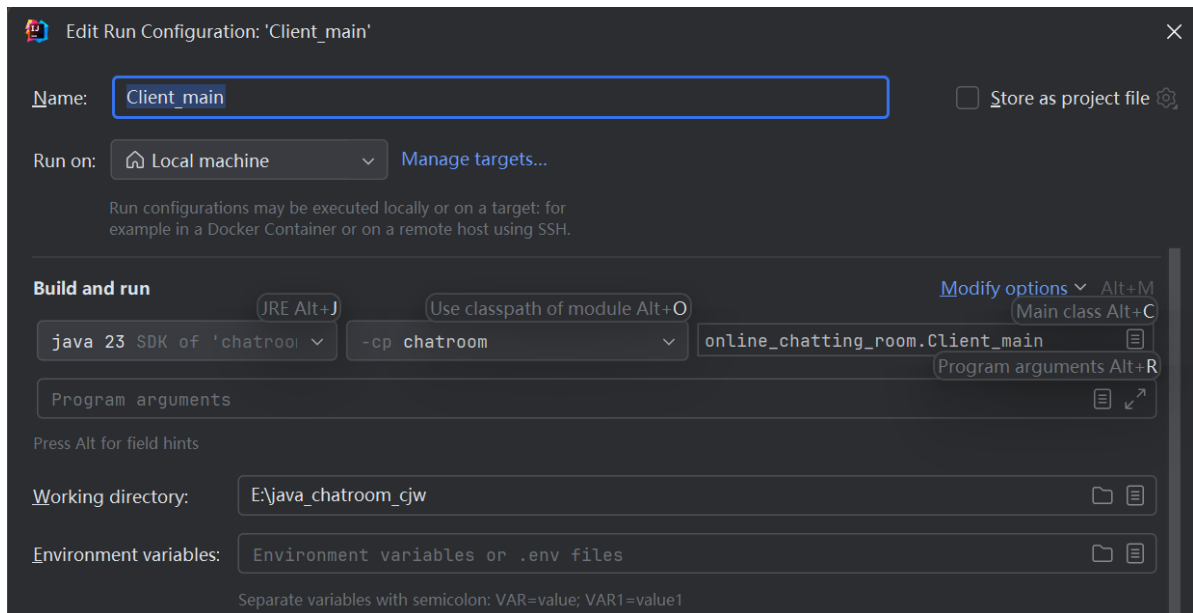 Edit Run Configuration: 'Client_main'
Name: Client_main Store as project file
Run on: Local machine Manage targets...
Run configurations may be executed locally or on a target: for
example in a Docker Container or on a remote host using SSH.
Build and run Modify options Alt+M
JRE Alt+J Use classpath of module Alt+O Main class Alt+C
java 23 SDK of 'chatroo -cp chatroom online_chatting_room.Client_main
Program arguments Alt+R
Program arguments
Press Alt for field hints
Working directory: E:\java_chatroom_cjw
Environment variables: Environment variables or .env files
Separate variables with semicolon: VAR=value; VAR1=value1